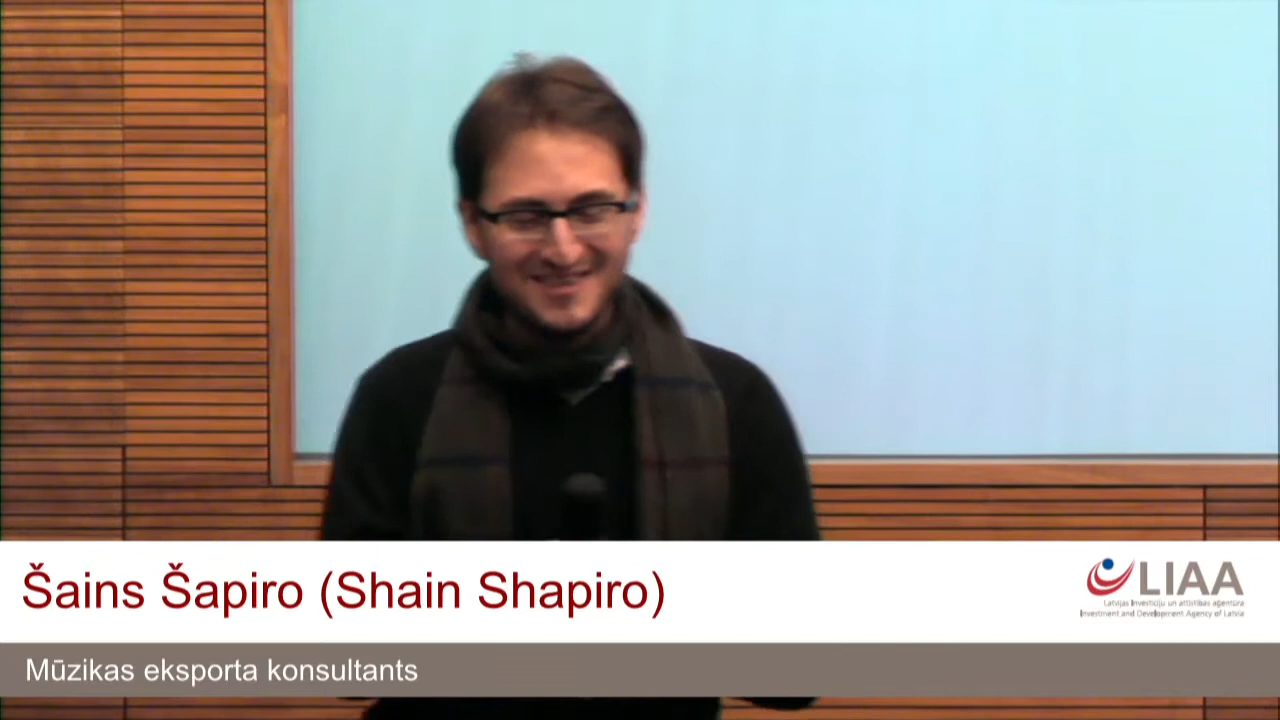 Šains Šapiro (Shain Shapiro)
LIAA
Latvijas Investīciju un attīstības aģentūra
Investment and Development Agency of Latvia
Mūzikas eksporta konsultants